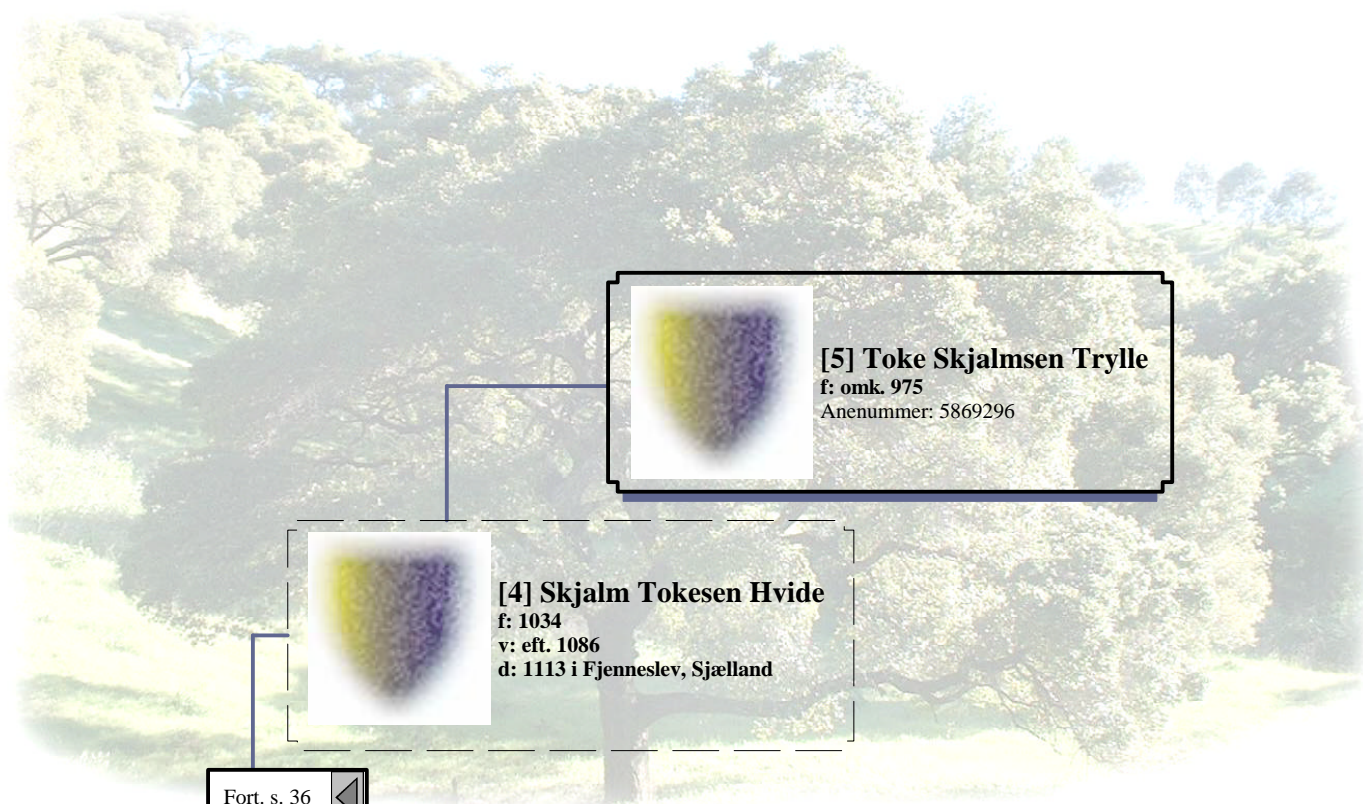 [5] Toke Skjalmsen Trylle
f: omk. 975
Anenummer: 5869296
[4] Skjalm Tokesen Hvide
f: 1034
v: eft. 1086
d: 1113 i Fjenneslev, Sjælland
Fort. s. 36